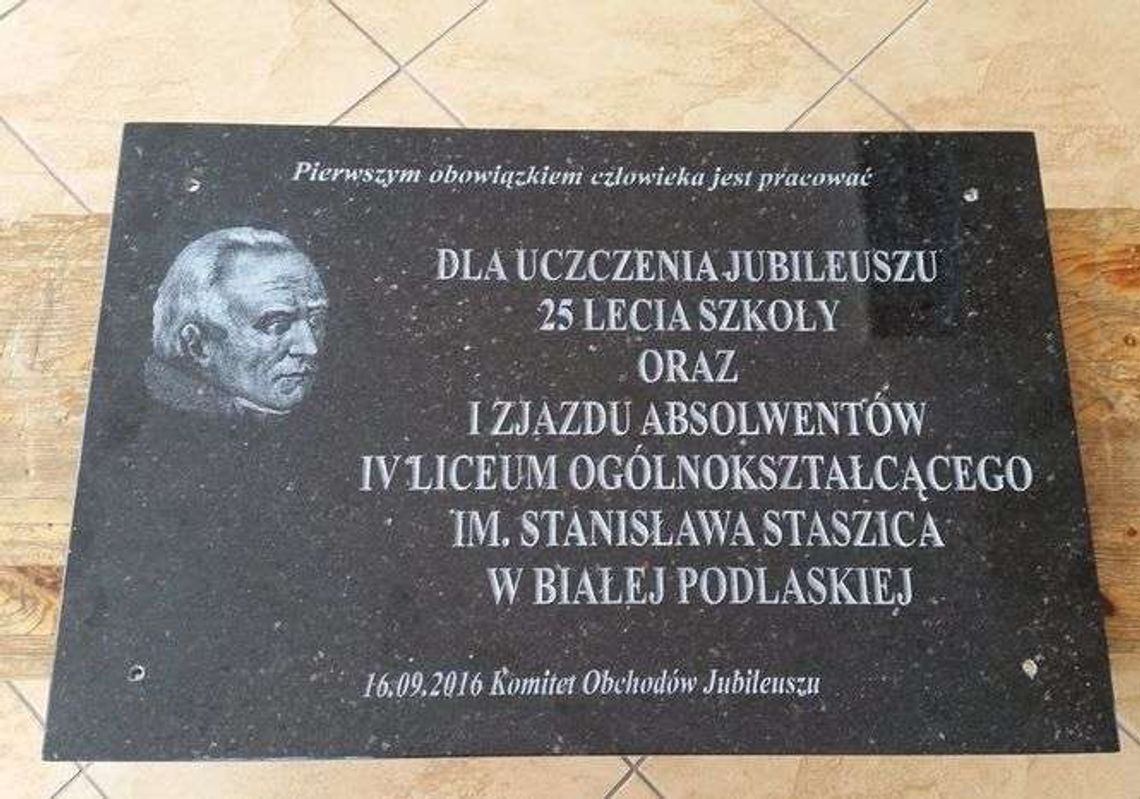 Pierwszym obowiązkiem człowieka jest pracować
DLA UCZCZENIA JUBILEUSZU
25 LECIA SZKOŁY
ORAZ
I ZJAZDU ABSOLWENTÓW
IV LICEUM OGÓLNOKSZTAŁCĄCEGO
IM. STANISŁAWA STASZICA
W BIAŁEJ PODLASKIEJ
16.09.2016 Komitet Obchodów Jubileuszu